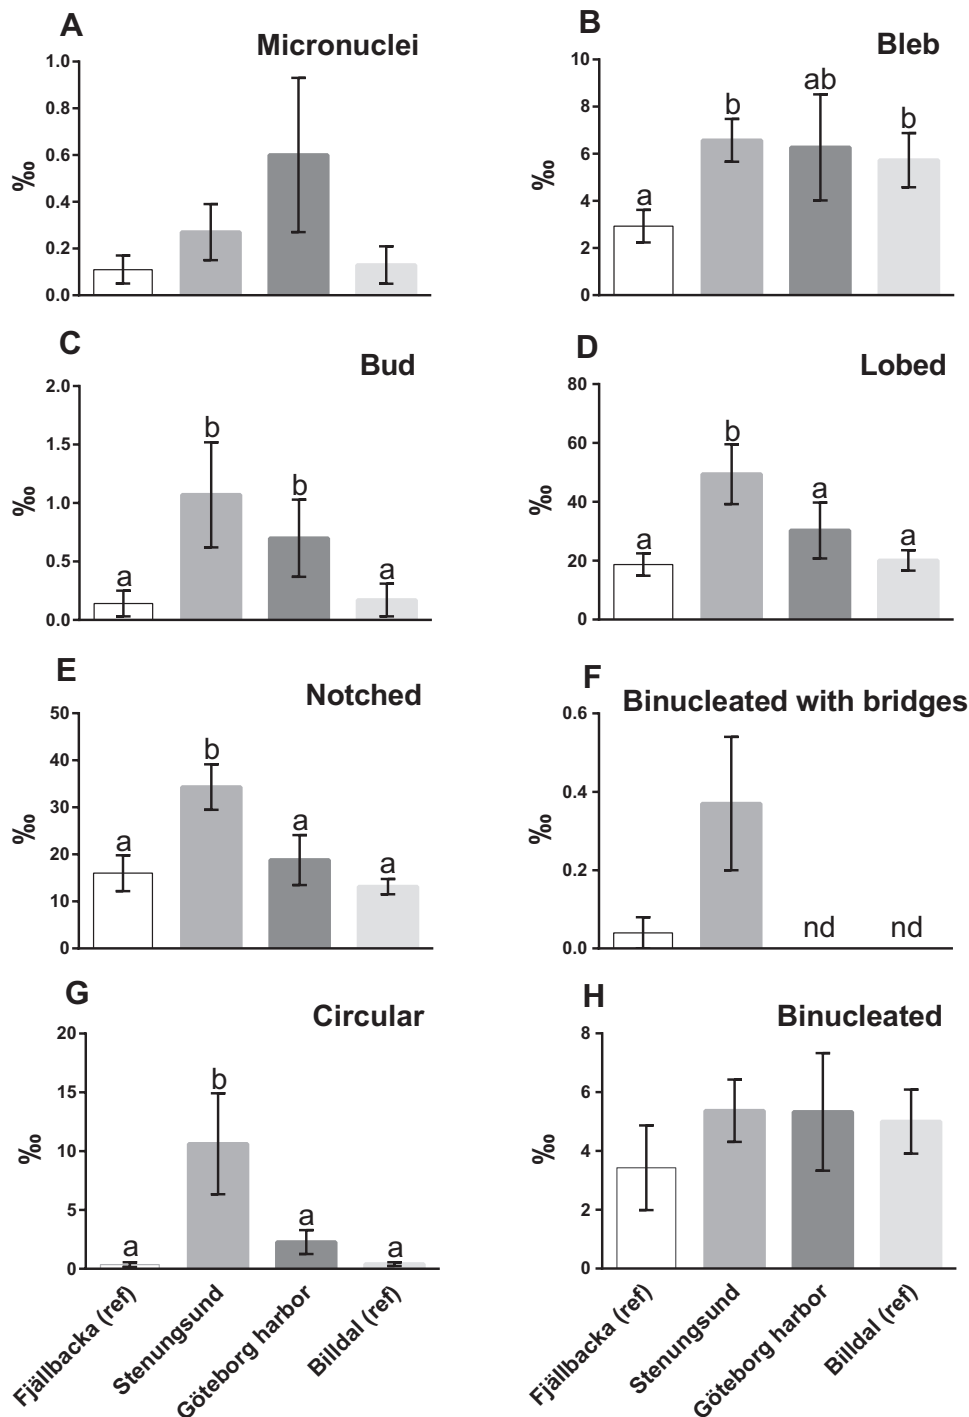 A
Micronuclei
1.0
0.8
0.6
0.4
0.2
0.0
‰
B
Bleb
10
8
6
4
2
0
‰
a
b
ab
b
C
Bud
2.0
1.5
1.0
0.5
0.0
‰
a
b
b
a
D
Lobed
80
60
40
20
0
‰
a
b
a
a
E
Notched
50
40
30
20
10
0
‰
a
b
a
a
F
Binucleated with bridges
0.6
0.4
0.2
0.0
‰
nd
nd
G
Circular
20
15
10
5
0
‰
a
b
a
a
Fjällbacka (ref)
Stenungsund
Göteborg harbor
Billdal (ref)
H
Binucleated
8
6
4
2
0
‰
Fjällbacka (ref)
Stenungsund
Göteborg harbor
Billdal (ref)